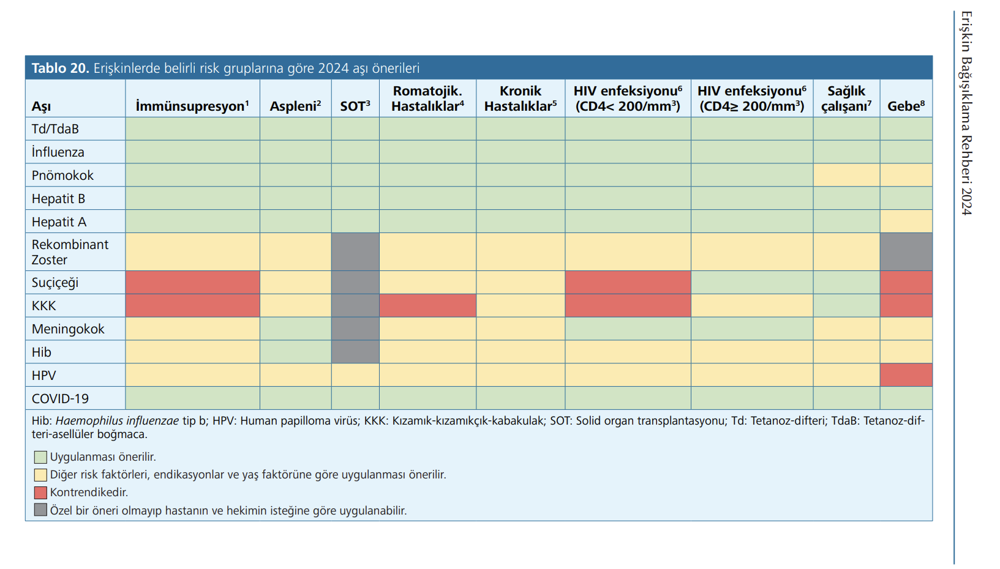 Tablo 20. Erişkinlerde belirli risk gruplarına göre 2024 aşı önerileri
Aşı İmmünsupresyon¹ Aspleni² SOT³ Romatojik. Hastalıklar⁴ Kronik Hastalıklar⁵ HIV enfeksiyonu⁶ (CD4< 200/mm³) HIV enfeksiyonu⁶ (CD4≥ 200/mm³) Sağlık çalışanı⁷ Gebe⁸
Td/TdaB
İnfluenza
Pnömokok
Hepatit B
Hepatit A
Rekombinant
Zoster
Suçiçeği
KKK
Meningokok
Hib
HPV
COVID-19
Hib: Haemophilus influenzae tip b; HPV: Human papilloma virüs; KKK: Kızamık-kızamıkçık-kabakulak; SOT: Solid organ transplantasyonu; Td: Tetanoz-difteri; TdaB: Tetanoz-dif-
teri-asellüler boğmaca.
Uygulanması önerilir.
Diğer risk faktörleri, endikasyonlar ve yaş faktörüne göre uygulanması önerilir.
Kontrendikedir.
Özel bir öneri olmayıp hastanın ve hekimin isteğine göre uygulanabilir.
Erişkin Bağışıklama Rehberi 2024